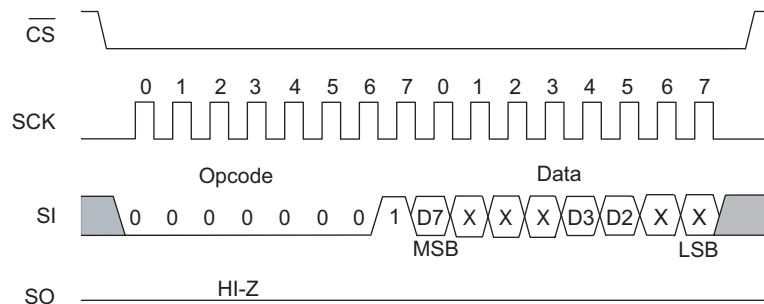 CS
0 1 2 3 4 5 6 7 0 1 2 3 4 5 6 7
SCK
Opcode Data
SI 0 0 0 0 0 0 0 1 D7 X X X D3 D2 X X
MSB LSB
HI-Z
SO